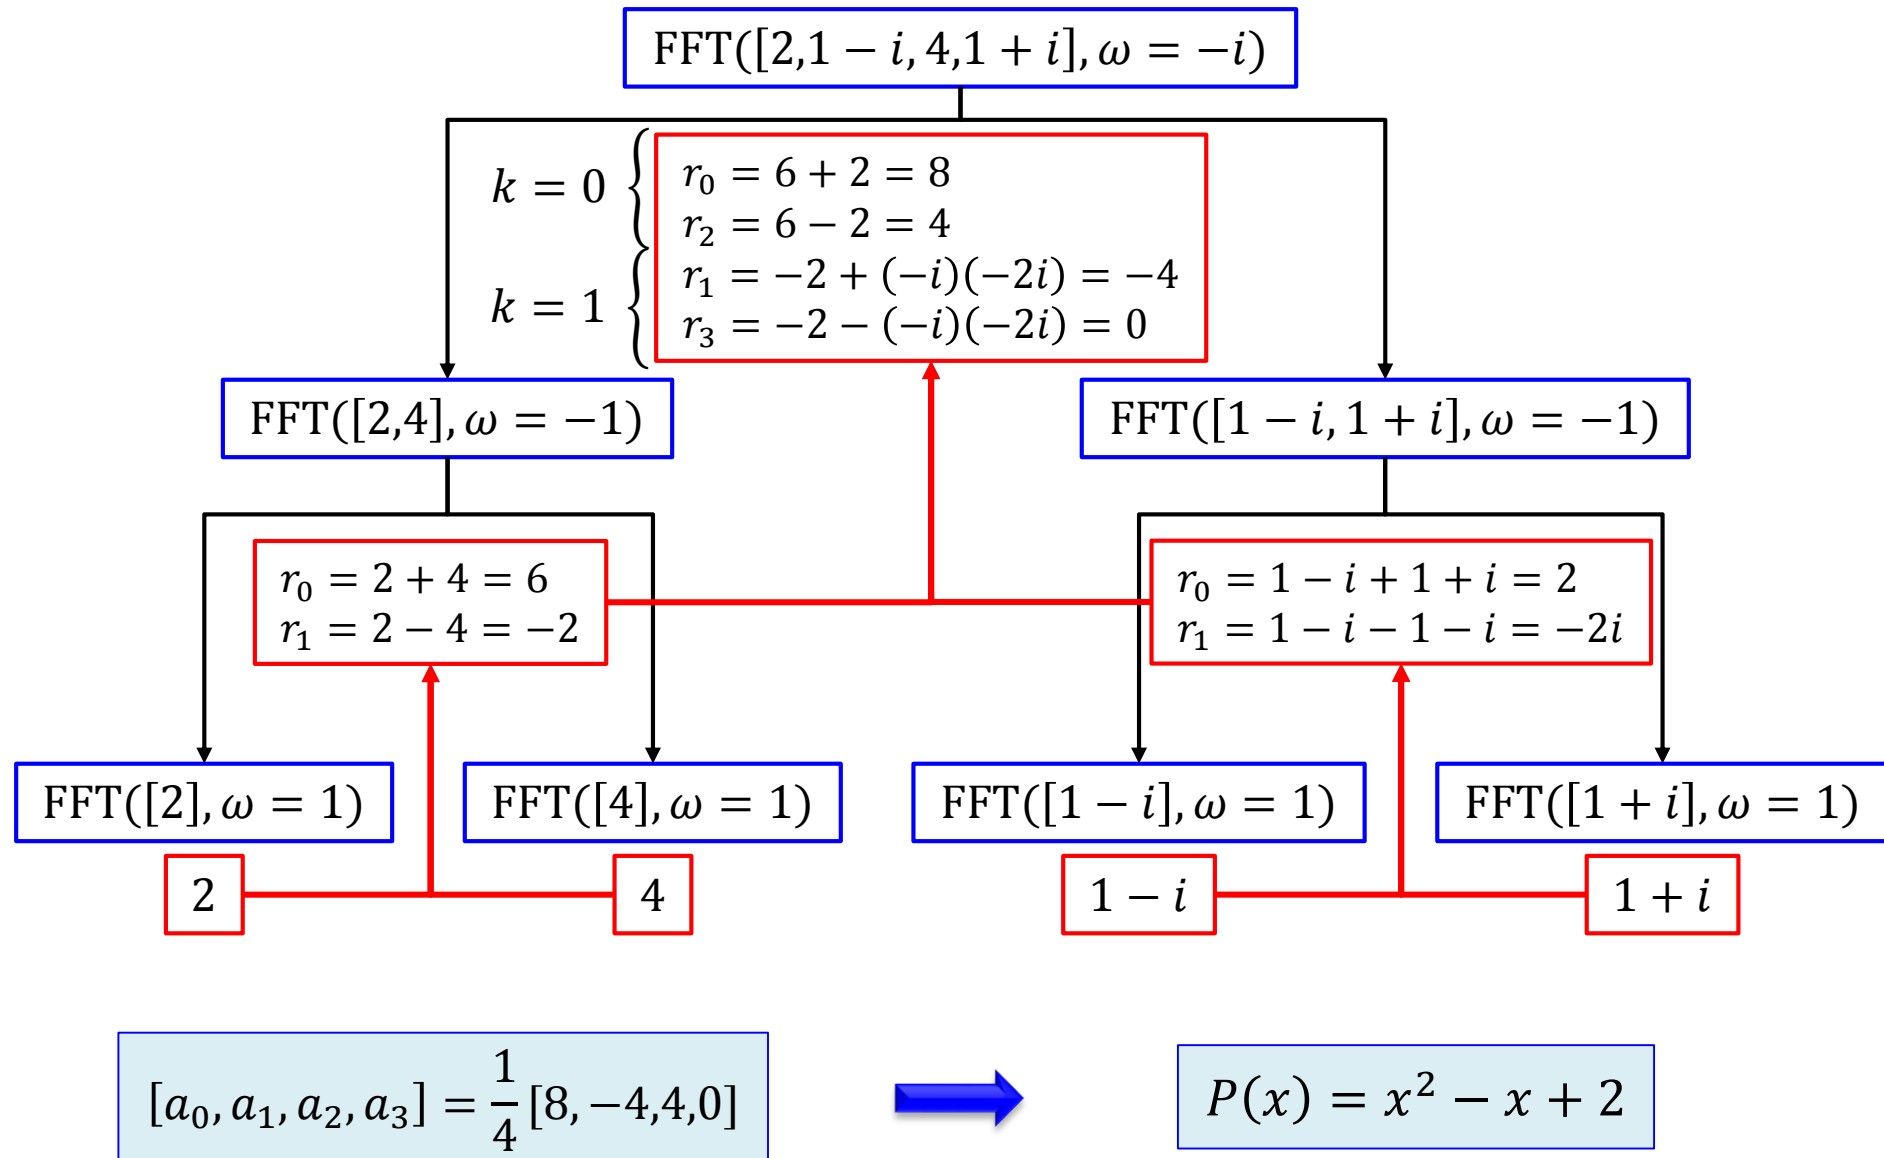 FFT([2,1 − i, 4,1 + i], ω = −i)
k = 0
r₀ = 6 + 2 = 8
r₂ = 6 − 2 = 4
k = 1
r₁ = −2 + (−i)(−2i) = −4
r₃ = −2 − (−i)(−2i) = 0
FFT([2,4], ω = −1)
FFT([1 − i, 1 + i], ω = −1)
r₀ = 2 + 4 = 6
r₁ = 2 − 4 = −2
r₀ = 1 − i + 1 + i = 2
r₁ = 1 − i − 1 − i = −2i
FFT([2], ω = 1)
FFT([4], ω = 1)
FFT([1 − i], ω = 1)
FFT([1 + i], ω = 1)
2
4
1 − i
1 + i
[a₀, a₁, a₂, a₃] = 1/4 [8, −4,4,0]
P(x) = x² − x + 2